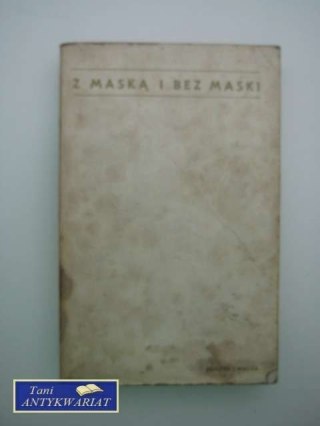 Z MASKĄ I BEZ MASKI
Tani
ANTYKWARIAT